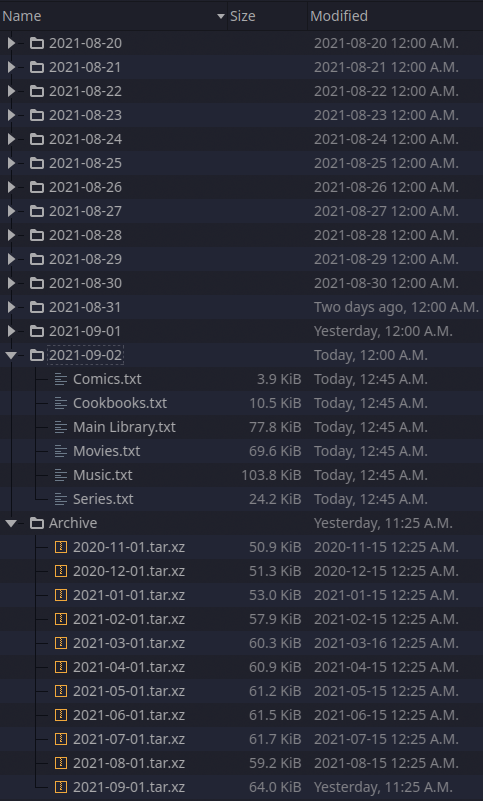 Name Size Modified
2021-08-20 2021-08-20 12:00 A.M.
2021-08-21 2021-08-21 12:00 A.M.
2021-08-22 2021-08-22 12:00 A.M.
2021-08-23 2021-08-23 12:00 A.M.
2021-08-24 2021-08-24 12:00 A.M.
2021-08-25 2021-08-25 12:00 A.M.
2021-08-26 2021-08-26 12:00 A.M.
2021-08-27 2021-08-27 12:00 A.M.
2021-08-28 2021-08-28 12:00 A.M.
2021-08-29 2021-08-29 12:00 A.M.
2021-08-30 2021-08-30 12:00 A.M.
2021-08-31 Two days ago, 12:00 A.M.
2021-09-01 Yesterday, 12:00 A.M.
2021-09-02 Today, 12:00 A.M.
Comics.txt 3.9 KiB Today, 12:45 A.M.
Cookbooks.txt 10.5 KiB Today, 12:45 A.M.
Main Library.txt 77.8 KiB Today, 12:45 A.M.
Movies.txt 69.6 KiB Today, 12:45 A.M.
Music.txt 103.8 KiB Today, 12:45 A.M.
Series.txt 24.2 KiB Today, 12:45 A.M.
Archive Yesterday, 11:25 A.M.
2020-11-01.tar.xz 50.9 KiB 2020-11-15 12:25 A.M.
2020-12-01.tar.xz 51.3 KiB 2020-12-15 12:25 A.M.
2021-01-01.tar.xz 53.0 KiB 2021-01-15 12:25 A.M.
2021-02-01.tar.xz 57.9 KiB 2021-02-15 12:25 A.M.
2021-03-01.tar.xz 60.3 KiB 2021-03-16 12:25 A.M.
2021-04-01.tar.xz 60.9 KiB 2021-04-15 12:25 A.M.
2021-05-01.tar.xz 61.2 KiB 2021-05-15 12:25 A.M.
2021-06-01.tar.xz 61.5 KiB 2021-06-15 12:25 A.M.
2021-07-01.tar.xz 61.7 KiB 2021-07-15 12:25 A.M.
2021-08-01.tar.xz 59.2 KiB 2021-08-15 12:25 A.M.
2021-09-01.tar.xz 64.0 KiB Yesterday, 11:25 A.M.